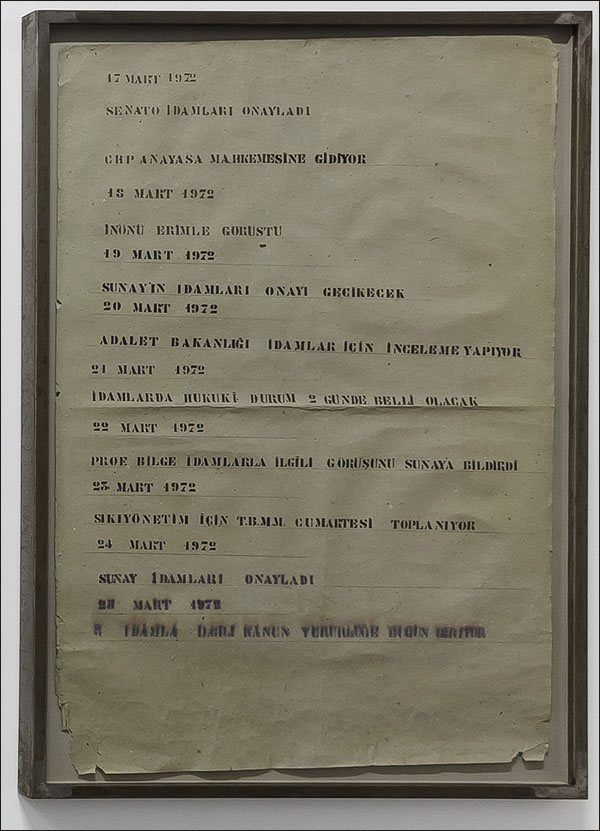 17 MART 1972
SENATO İDAMLARI ONAYLADI
CHP ANAYASA MAHKEMESİNE GİDİYOR
18 MART 1972
İNÖNÜ ERİMLE GÖRÜSTÜ
19 MART 1972
SUNAY'IN İDAMLARI ONAYI GECİKECEK
20 MART 1972
ADALET BAKANLIĞI İDAMLAR İÇİN İNCELEME YAPIYOR
21 MART 1972
İDAMLARDA HUKUKİ DURUM 2 GÜNDE BELLİ OLACAK
22 MART 1972
PROF BİLGE İDAMLARLA İLGİLİ GÖRÜŞÜNÜ SUNAYA BİLDİRDİ
23 MART 1972
SIKIYÖNETİM İÇİN T.B.M.M. CUMARTESİ TOPLANIYOR
24 MART 1972
SUNAY İDAMLARI ONAYLADI
MART 1972
İDAMLA İLGİLİ KANUN YÜRÜRLÜĞE BUGÜN GİRİYOR